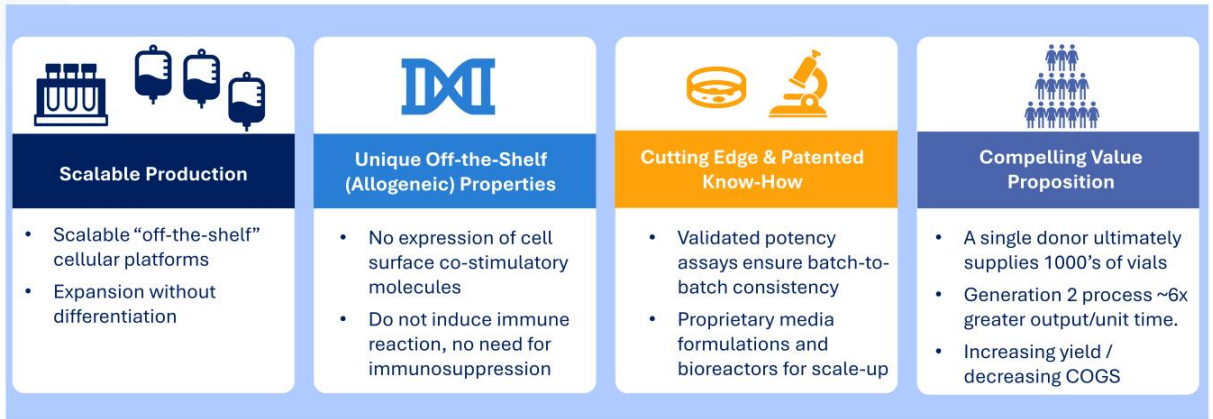 Scalable Production
• Scalable “off-the-shelf”
cellular platforms
• Expansion without
differentiation
Unique Off-the-Shelf
(Allogeneic) Properties
• No expression of cell
surface co-stimulatory
molecules
• Do not induce immune
reaction, no need for
immunosuppression
Cutting Edge & Patented
Know-How
• Validated potency
assays ensure batch-to-
batch consistency
• Proprietary media
formulations and
bioreactors for scale-up
Compelling Value
Proposition
• A single donor ultimately
supplies 1000’s of vials
• Generation 2 process ~6x
greater output/unit time.
• Increasing yield /
decreasing COGS